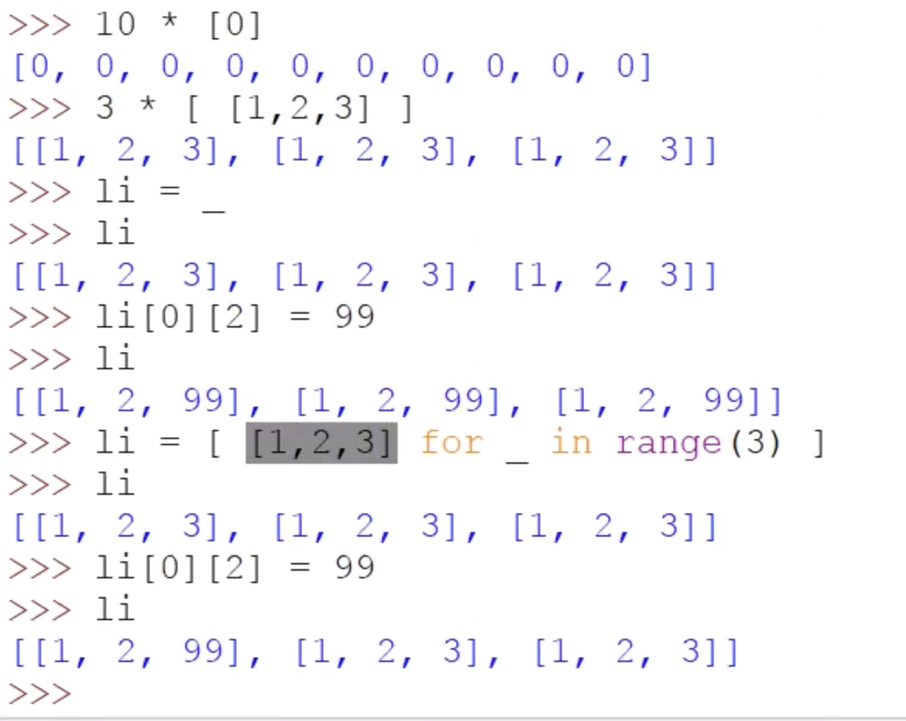 >>> 10 * [0]
[0, 0, 0, 0, 0, 0, 0, 0, 0, 0]
>>> 3 * [ [1,2,3] ]
[[1, 2, 3], [1, 2, 3], [1, 2, 3]]
>>> li = _
>>> li
[[1, 2, 3], [1, 2, 3], [1, 2, 3]]
>>> li[0][2] = 99
>>> li
[[1, 2, 99], [1, 2, 99], [1, 2, 99]]
>>> li = [ [1,2,3] for _ in range(3) ]
>>> li
[[1, 2, 3], [1, 2, 3], [1, 2, 3]]
>>> li[0][2] = 99
>>> li
[[1, 2, 99], [1, 2, 3], [1, 2, 3]]
>>>